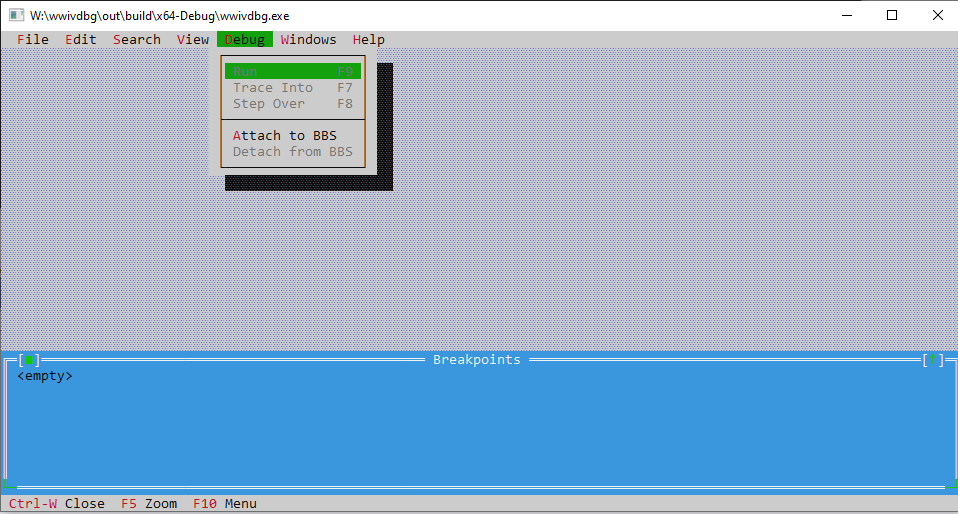 W:\wwivdbg\out\build\x64-Debug\wwivdbg.exe
File Edit Search View Debug Windows Help
Run F9
Trace Into F7
Step Over F8
Attach to BBS
Detach from BBS
[■] Breakpoints [↑]
<empty>
Ctrl-W Close F5 Zoom F10 Menu